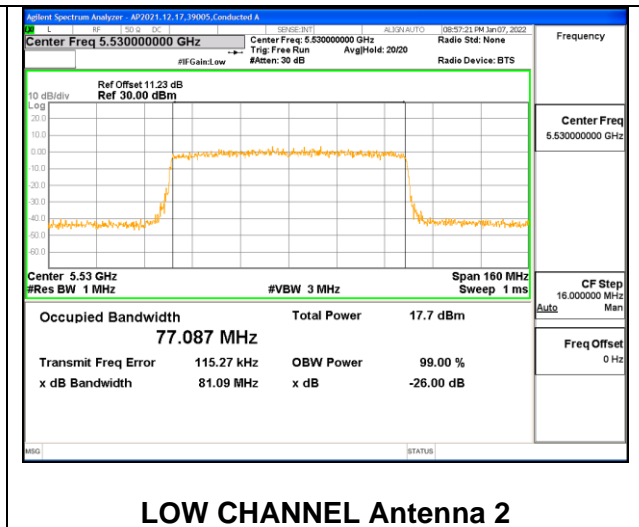 Agilent Spectrum Analyzer - AP2021.12.17,39005,Conducted A
L RF 50 Ω DC SENSE:INT ALIGN AUTO 08:57:21 PM Jan 07, 2022
Center Freq 5.530000000 GHz
Center Freq: 5.530000000 GHz Radio Std: None
Trig: Free Run Avg|Hold: 20/20
#IFGain:Low #Atten: 30 dB Radio Device: BTS
Ref Offset 11.23 dB
10 dB/div Ref 30.00 dBm
Log
20.0
10.0
0.00
-10.0
-20.0
-30.0
-40.0
-50.0
-60.0
Center 5.53 GHz Span 160 MHz
#Res BW 1 MHz #VBW 3 MHz Sweep 1 ms
Occupied Bandwidth Total Power 17.7 dBm
77.087 MHz
Transmit Freq Error 115.27 kHz OBW Power 99.00 %
x dB Bandwidth 81.09 MHz x dB -26.00 dB
MSG STATUS
Frequency
Center Freq
5.530000000 GHz
CF Step
16.000000 MHz
Auto Man
Freq Offset
0 Hz
LOW CHANNEL Antenna 2